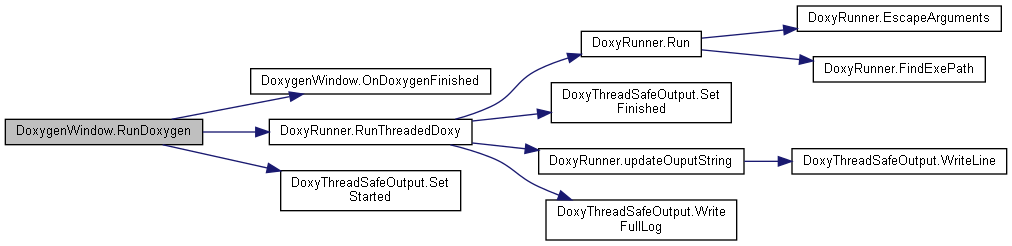 DoxygenWindow.RunDoxygen
DoxygenWindow.OnDoxygenFinished
DoxyRunner.RunThreadedDoxy
DoxyThreadSafeOutput.Set
Started
DoxyRunner.Run
DoxyThreadSafeOutput.Set
Finished
DoxyRunner.updateOuputString
DoxyThreadSafeOutput.Write
FullLog
DoxyRunner.EscapeArguments
DoxyRunner.FindExePath
DoxyThreadSafeOutput.WriteLine